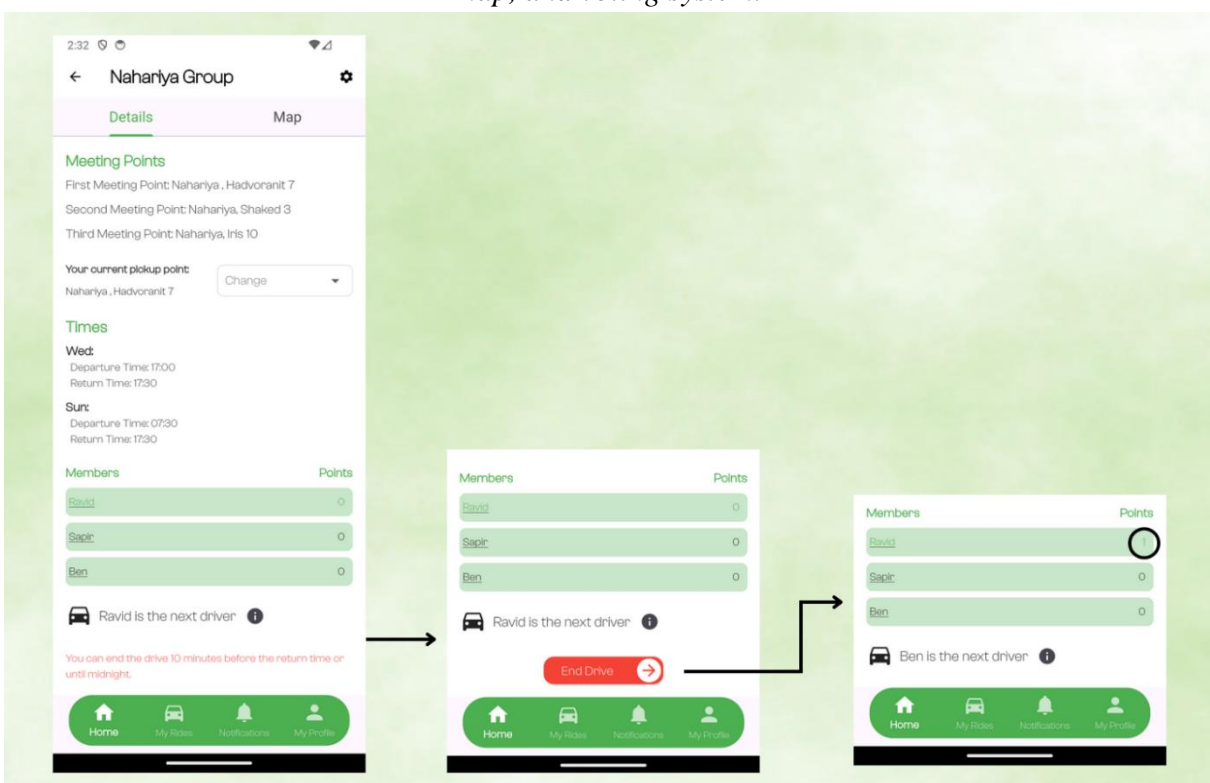 2:32
Nahariya Group
Details Map
Meeting Points
First Meeting Point: Nahariya , Hadvoranit 7
Second Meeting Point: Nahariya, Shaked 3
Third Meeting Point: Nahariya, Iris 10
Your current pickup point:
Nahariya , Hadvoranit 7
Change
Times
Wed:
Departure Time: 17:00
Return Time: 17:30
Sun:
Departure Time: 07:30
Return Time: 17:30
Members Points
Ravid 0
Sapir 0
Ben 0
Ravid is the next driver
You can end the drive 10 minutes before the return time or
until midnight.
Home My Rides Notifications My Profile
Members Points
Ravid 0
Sapir 0
Ben 0
Ravid is the next driver
End Drive
Home My Rides Notifications My Profile
Members Points
Ravid 1
Sapir 0
Ben 0
Ben is the next driver
Home My Rides Notifications My Profile